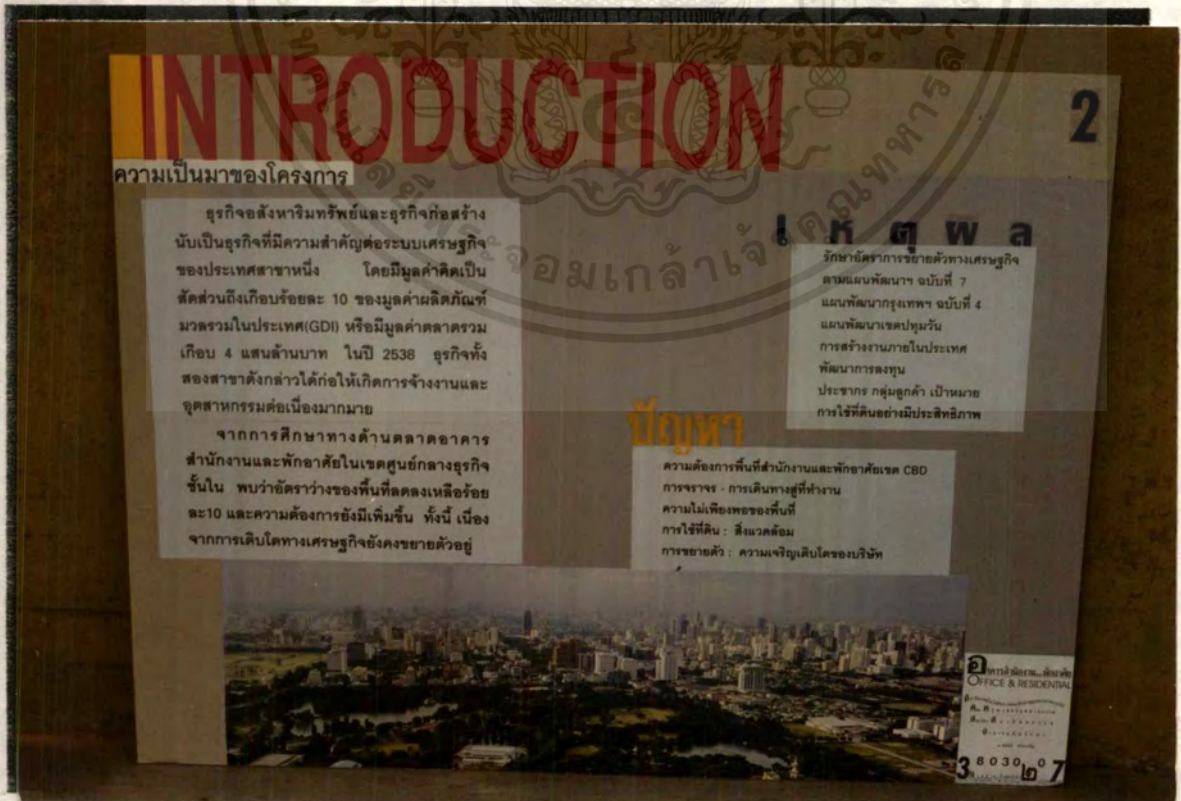 INTRODUCTION
2
ความเป็นมาของโครงการ
ธุรกิจอสังหาริมทรัพย์และธุรกิจก่อสร้าง
นับเป็นธุรกิจที่มีความสำคัญต่อระบบเศรษฐกิจ
ของประเทศสาขาหนึ่ง โดยมีมูลค่าคิดเป็น
สัดส่วนถึงเกือบร้อยละ 10 ของมูลค่าผลิตภัณฑ์
มวลรวมในประเทศ(GDI) หรือมีมูลค่าตลาดรวม
เกือบ 4 แสนล้านบาท ในปี 2538 ธุรกิจทั้ง
สองสาขาดังกล่าวได้ก่อให้เกิดการจ้างงานและ
อุตสาหกรรมต่อเนื่องมากมาย
จากการศึกษาทางด้านตลาดอาคาร
สำนักงานและพักอาศัยในเขตศูนย์กลางธุรกิจ
ชั้นใน พบว่าอัตราว่างของพื้นที่ลดลงเหลือร้อย
ละ10 และความต้องการยังมีเพิ่มขึ้น ทั้งนี้ เนื่อง
จากการเติบโตทางเศรษฐกิจยังคงขยายตัวอยู่
เหตุผล
รักษาอัตราการขยายตัวทางเศรษฐกิจ
ตามแผนพัฒนาฯ ฉบับที่ 7
แผนพัฒนากรุงเทพฯ ฉบับที่ 4
แผนพัฒนาเขตปทุมวัน
การสร้างงานภายในประเทศ
พัฒนาการลงทุน
ประชากร กลุ่มลูกค้า เป้าหมาย
การใช้ที่ดินอย่างมีประสิทธิภาพ
ปัญหา
ความต้องการพื้นที่สำนักงานและพักอาศัยเขต CBD
การจราจร - การเดินทางสู่ที่ทำงาน
ความไม่เพียงพอของพื้นที่
การใช้ที่ดิน : สิ่งแวดล้อม
การขยายตัว : ความเจริญเติบโตของบริษัท
อาคารสำนักงาน...พักอาศัย
OFFICE & RESIDENTIAL
3 8030๒07